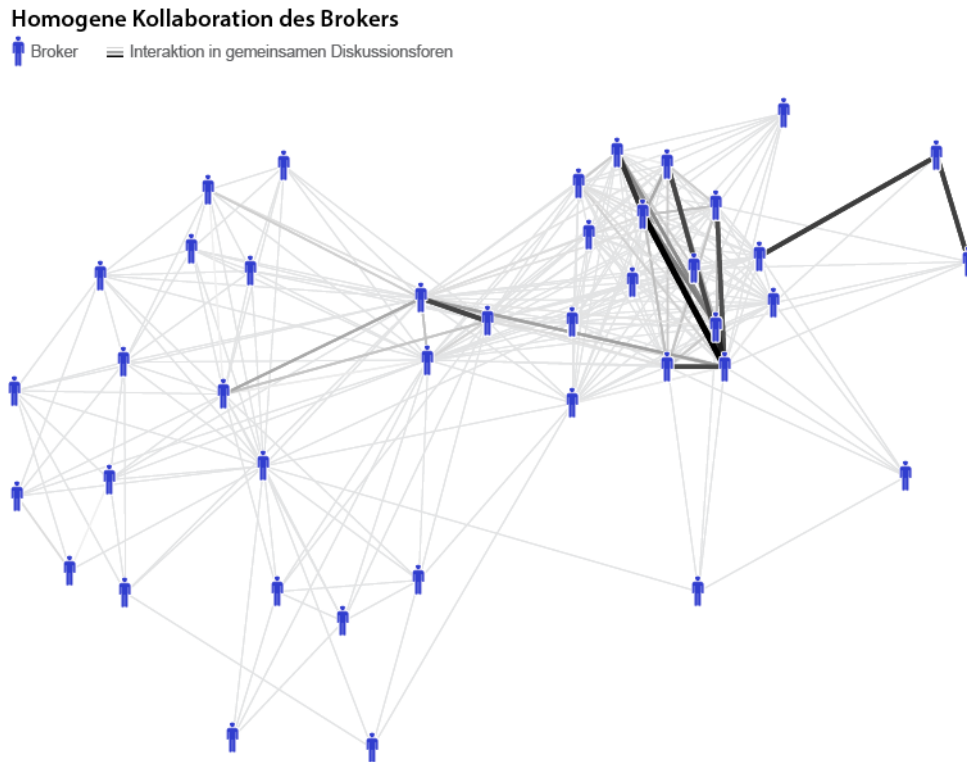 Homogene Kollaboration des Brokers
Broker Interaktion in gemeinsamen Diskussionsforen